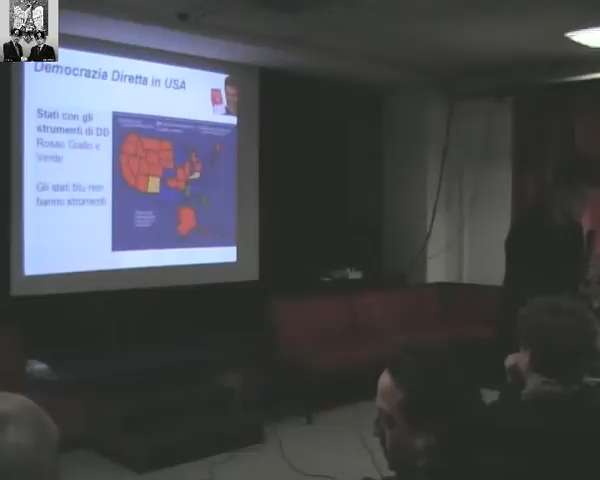 Democrazia Diretta in USA
Stati con gli
strumenti di DD
Rosso Giallo e
Verde
Gli stati blu non
hanno strumenti